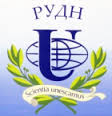 РУДН
Scientia unescamus